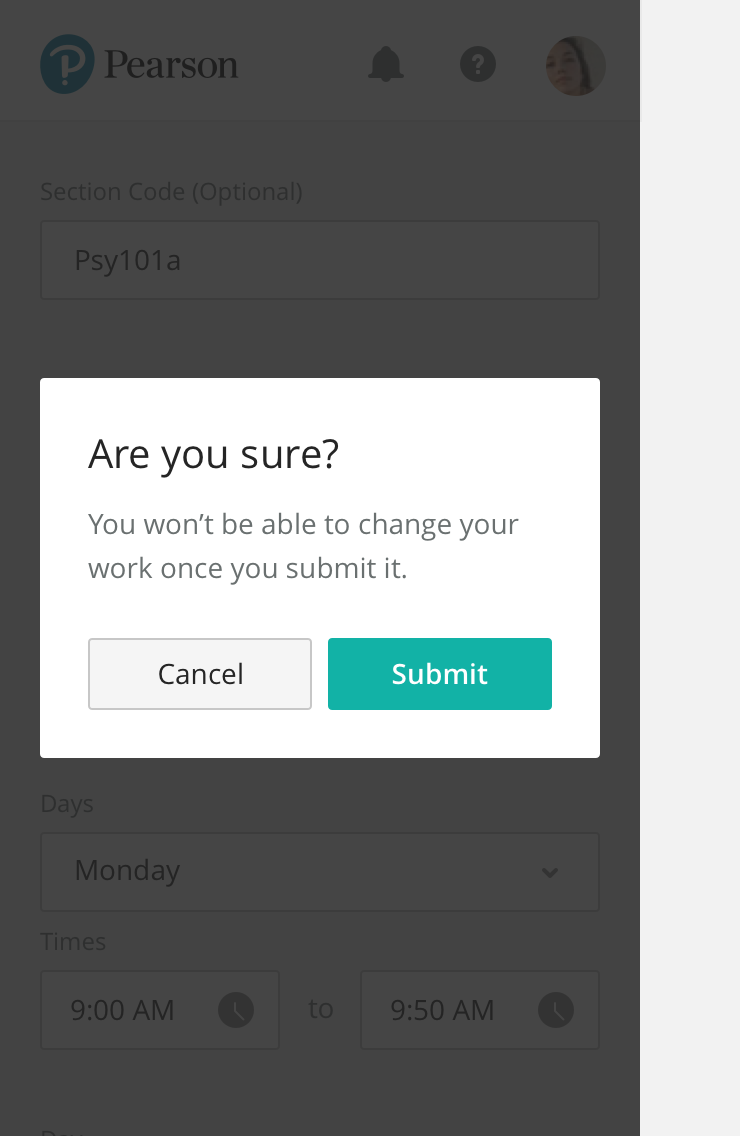 Pearson
?
Section Code (Optional)
Psy101a
Are you sure?
You won’t be able to change your
work once you submit it.
Cancel Submit
Days
Monday
Times
9:00 AM to 9:50 AM